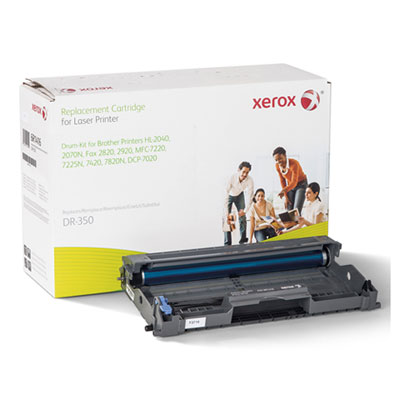 Replacement Cartridge
for Laser Printer
xerox
Drum-Kit for Brother Printers HL-2040,
2070N, Fax 2820, 2920, MFC-7220,
7225N, 7420, 7820N, DCP-7020
DR-350